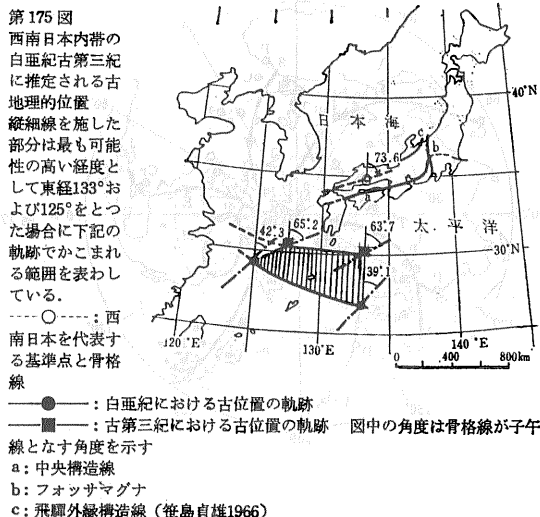 第175図
西南日本内帯の
白亜紀古第三紀
に推定される古
地理的位置
縦細線を施した
部分は最も可能
性の高い経度と
して東経133°お
よび125°をとつ
た場合に下記の
軌跡でかこまれ
る範囲を表わし
ている.
-----○-----：西
南日本を代表す
る基準点と骨格
線
日本海
太平洋
40°N
30°N
120°E
130°E
140°E
0 400 800km
73.6
42°.3
65°.2
63°.7
39°.1
a
b
c
——●——：白亜紀における古位置の軌跡
——■——：古第三紀における古位置の軌跡 図中の角度は骨格線が子午
線となす角度を示す
a：中央構造線
b：フォッサマグナ
c：飛驒外縁構造線（笹島貞雄1966）